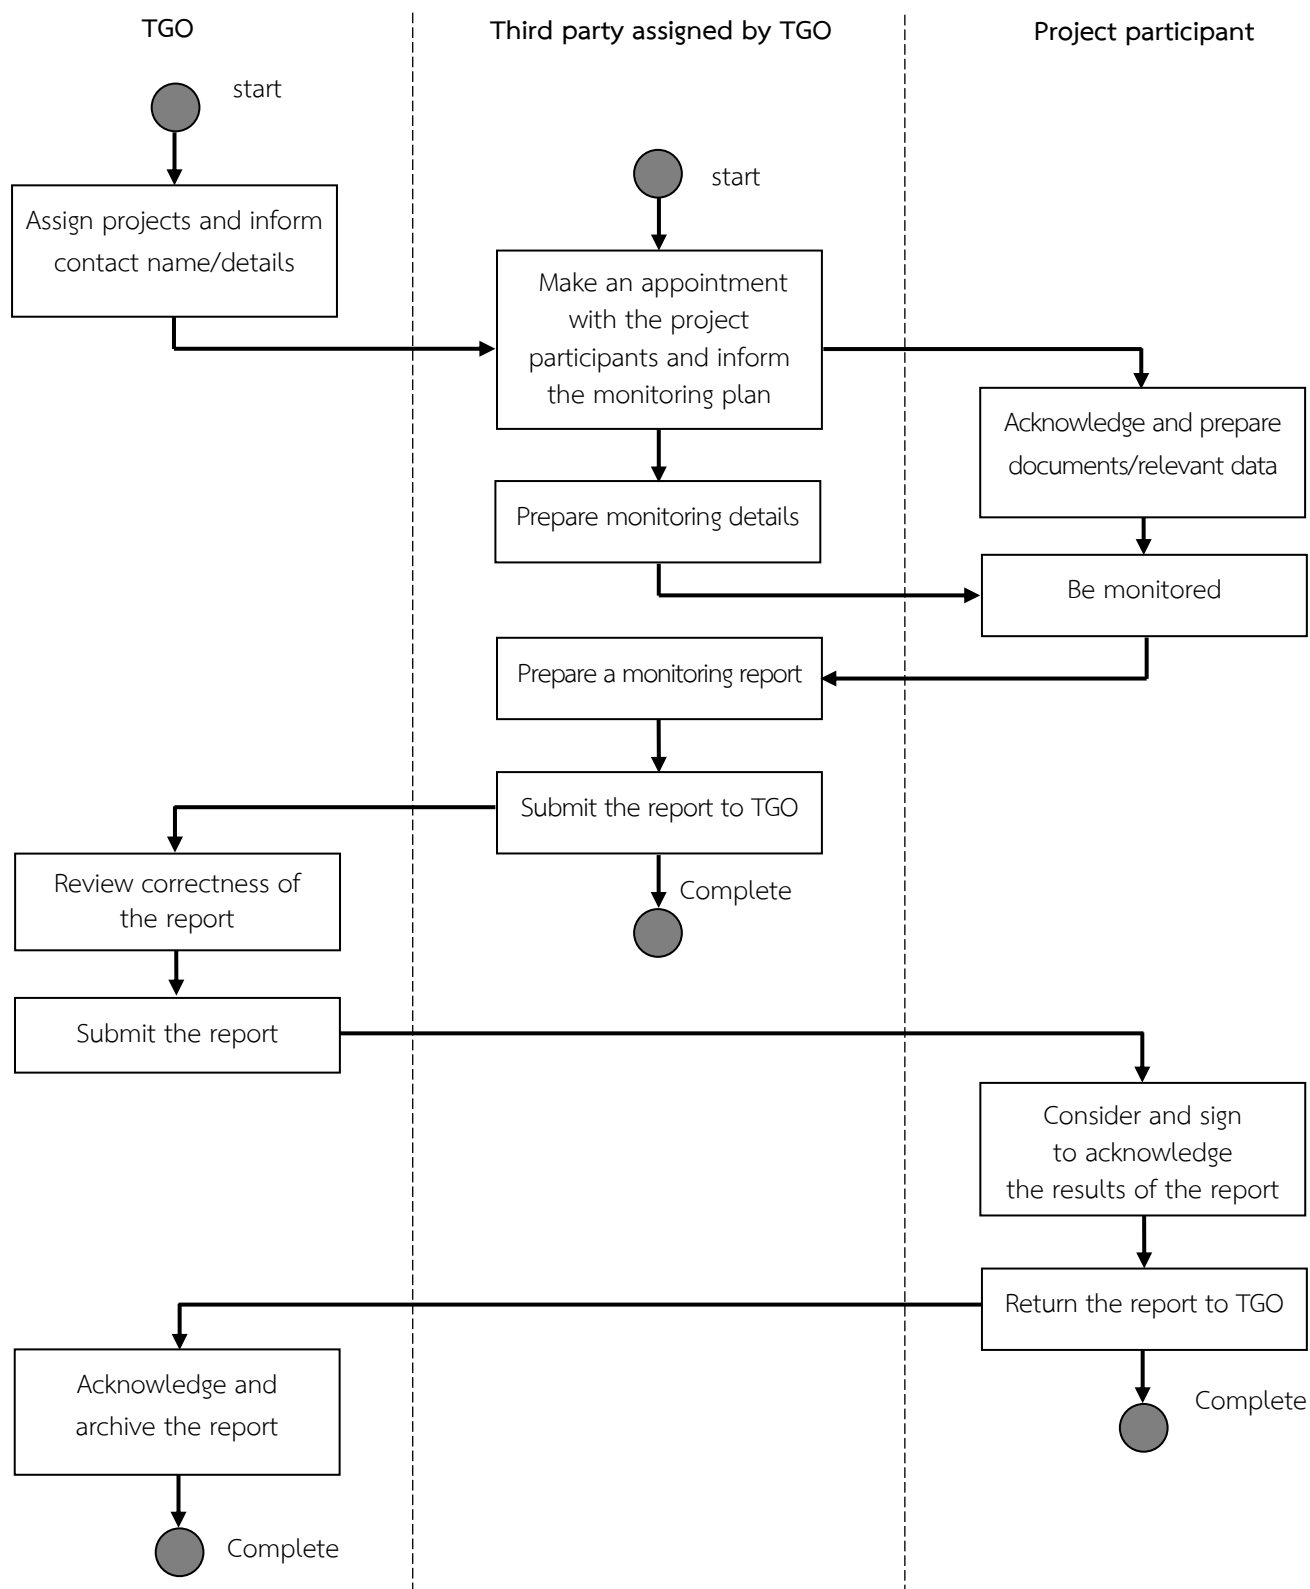 TGO
Third party assigned by TGO
Project participant
start
start
Assign projects and inform
contact name/details
Make an appointment
with the project
participants and inform
the monitoring plan
Acknowledge and prepare
documents/relevant data
Prepare monitoring details
Be monitored
Prepare a monitoring report
Submit the report to TGO
Review correctness of
the report
Complete
Submit the report
Consider and sign
to acknowledge
the results of the report
Return the report to TGO
Acknowledge and
archive the report
Complete
Complete